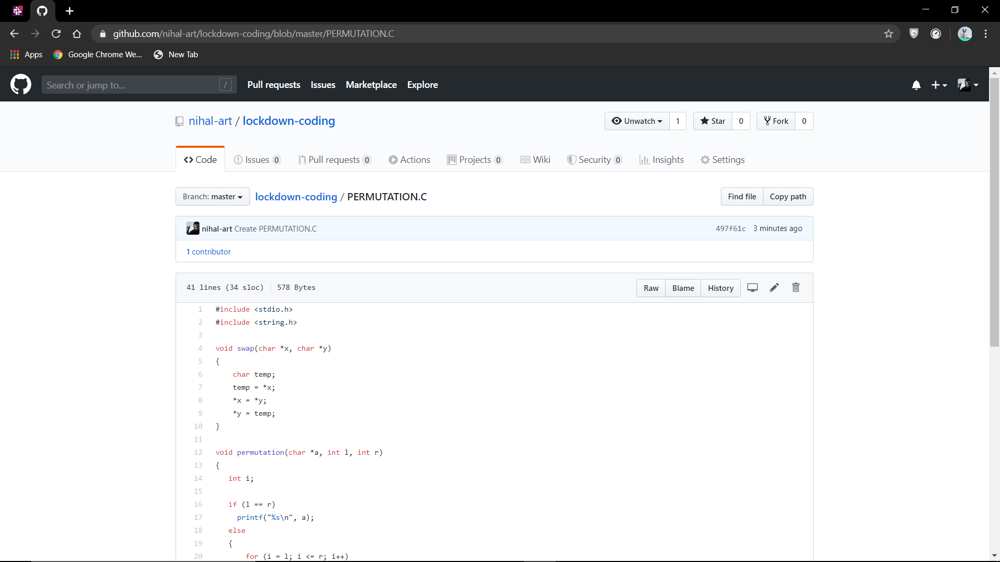 github.com/nihal-art/lockdown-coding/blob/master/PERMUTATION.C
Apps Google Chrome We... New Tab
Search or jump to... / Pull requests Issues Marketplace Explore
nihal-art / lockdown-coding Unwatch 1 Star 0 Fork 0
Code Issues 0 Pull requests 0 Actions Projects 0 Wiki Security 0 Insights Settings
Branch: master lockdown-coding / PERMUTATION.C Find file Copy path
nihal-art Create PERMUTATION.C 497f61c 3 minutes ago
1 contributor
41 lines (34 sloc) 578 Bytes Raw Blame History
1 #include <stdio.h>
2 #include <string.h>
3
4 void swap(char *x, char *y)
5 {
6 char temp;
7 temp = *x;
8 *x = *y;
9 *y = temp;
10 }
11
12 void permutation(char *a, int l, int r)
13 {
14 int i;
15
16 if (l == r)
17 printf("%s\n", a);
18 else
19 {
20 for (i = l; i <= r; i++)